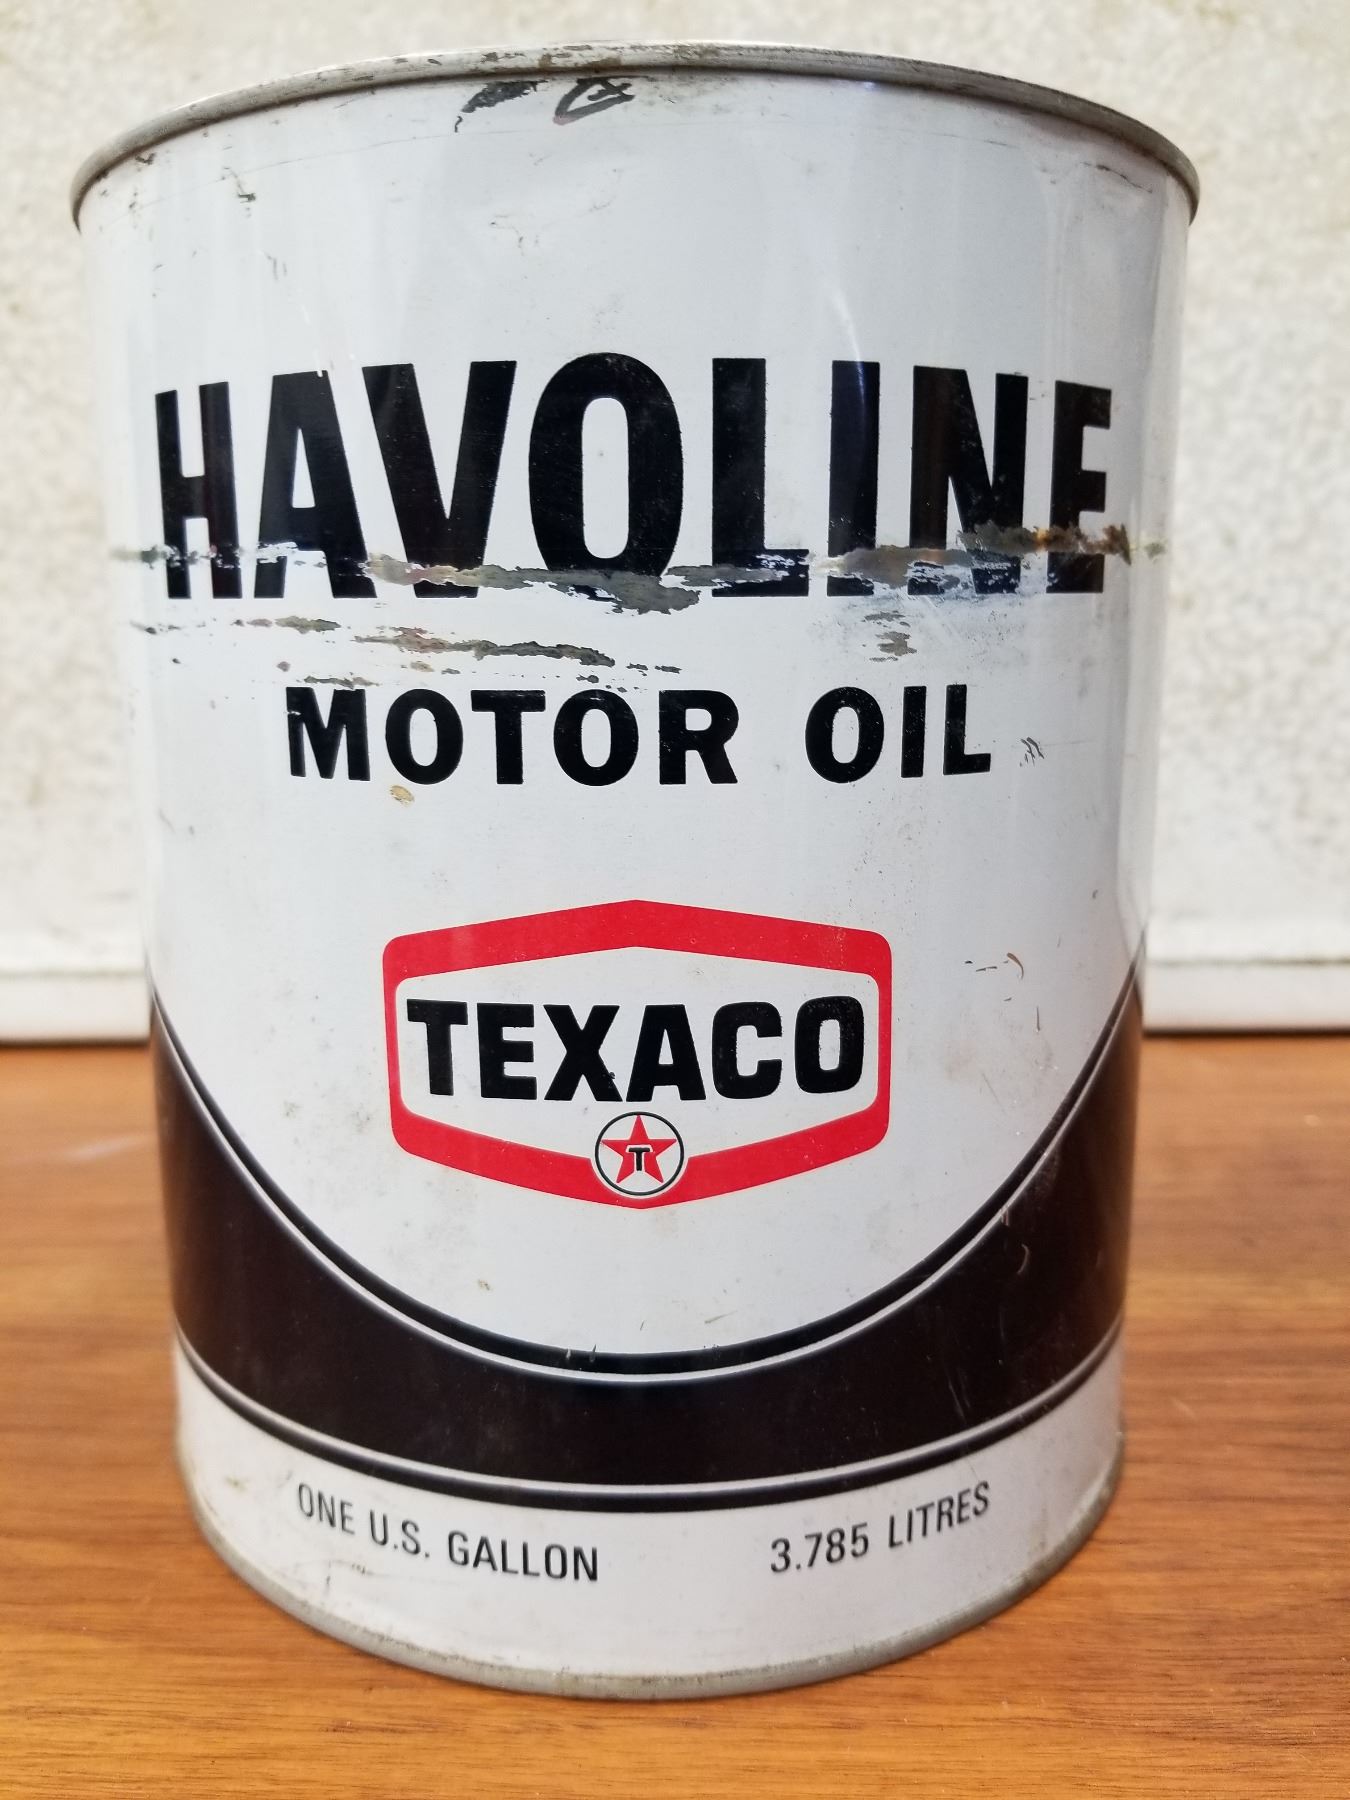 HAVOLINE
MOTOR OIL
TEXACO
T
ONE U.S. GALLON 3.785 LITRES